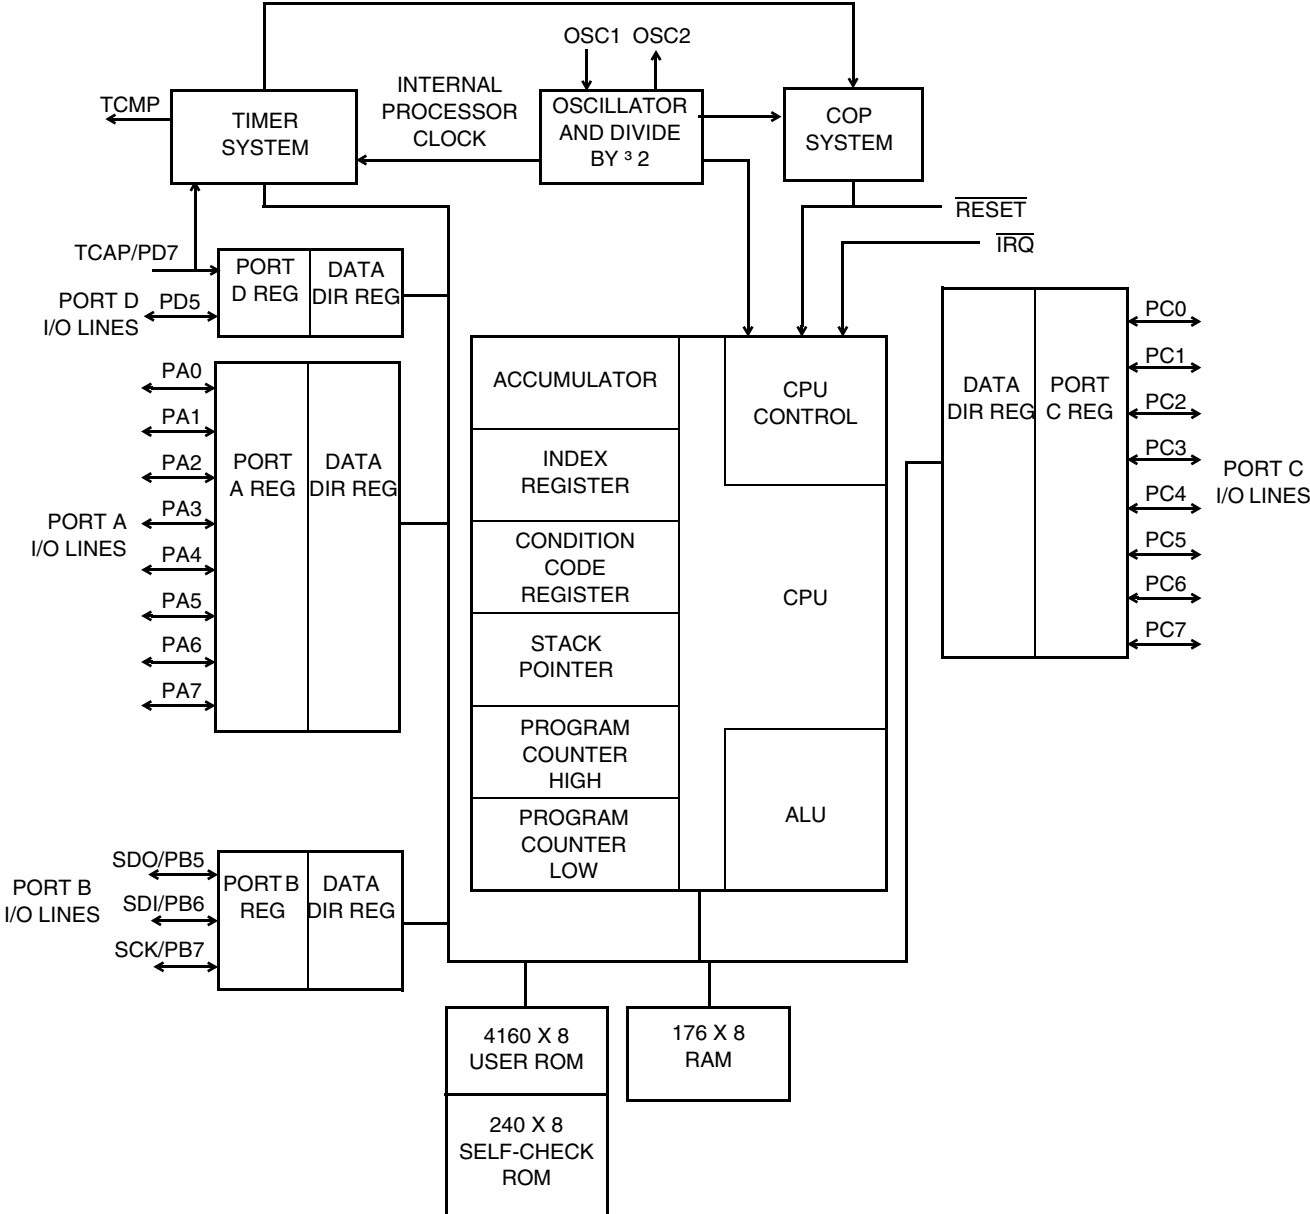 OSC1 OSC2
TCMP
TIMER
SYSTEM
INTERNAL
PROCESSOR
CLOCK
OSCILLATOR
AND DIVIDE
BY ³ 2
COP
SYSTEM
RESET
IRQ
TCAP/PD7
PORT D
I/O LINES
PD5
PORT
D REG
DATA
DIR REG
PORT A
I/O LINES
PA0
PA1
PA2
PA3
PA4
PA5
PA6
PA7
PORT
A REG
DATA
DIR REG
ACCUMULATOR
INDEX
REGISTER
CONDITION
CODE
REGISTER
STACK
POINTER
PROGRAM
COUNTER
HIGH
PROGRAM
COUNTER
LOW
CPU
CONTROL
CPU
ALU
DATA
DIR REG
PORT
C REG
PC0
PC1
PC2
PC3
PC4
PC5
PC6
PC7
PORT C
I/O LINES
PORT B
I/O LINES
SDO/PB5
SDI/PB6
SCK/PB7
PORT B
REG
DATA
DIR REG
4160 X 8
USER ROM
240 X 8
SELF-CHECK
ROM
176 X 8
RAM